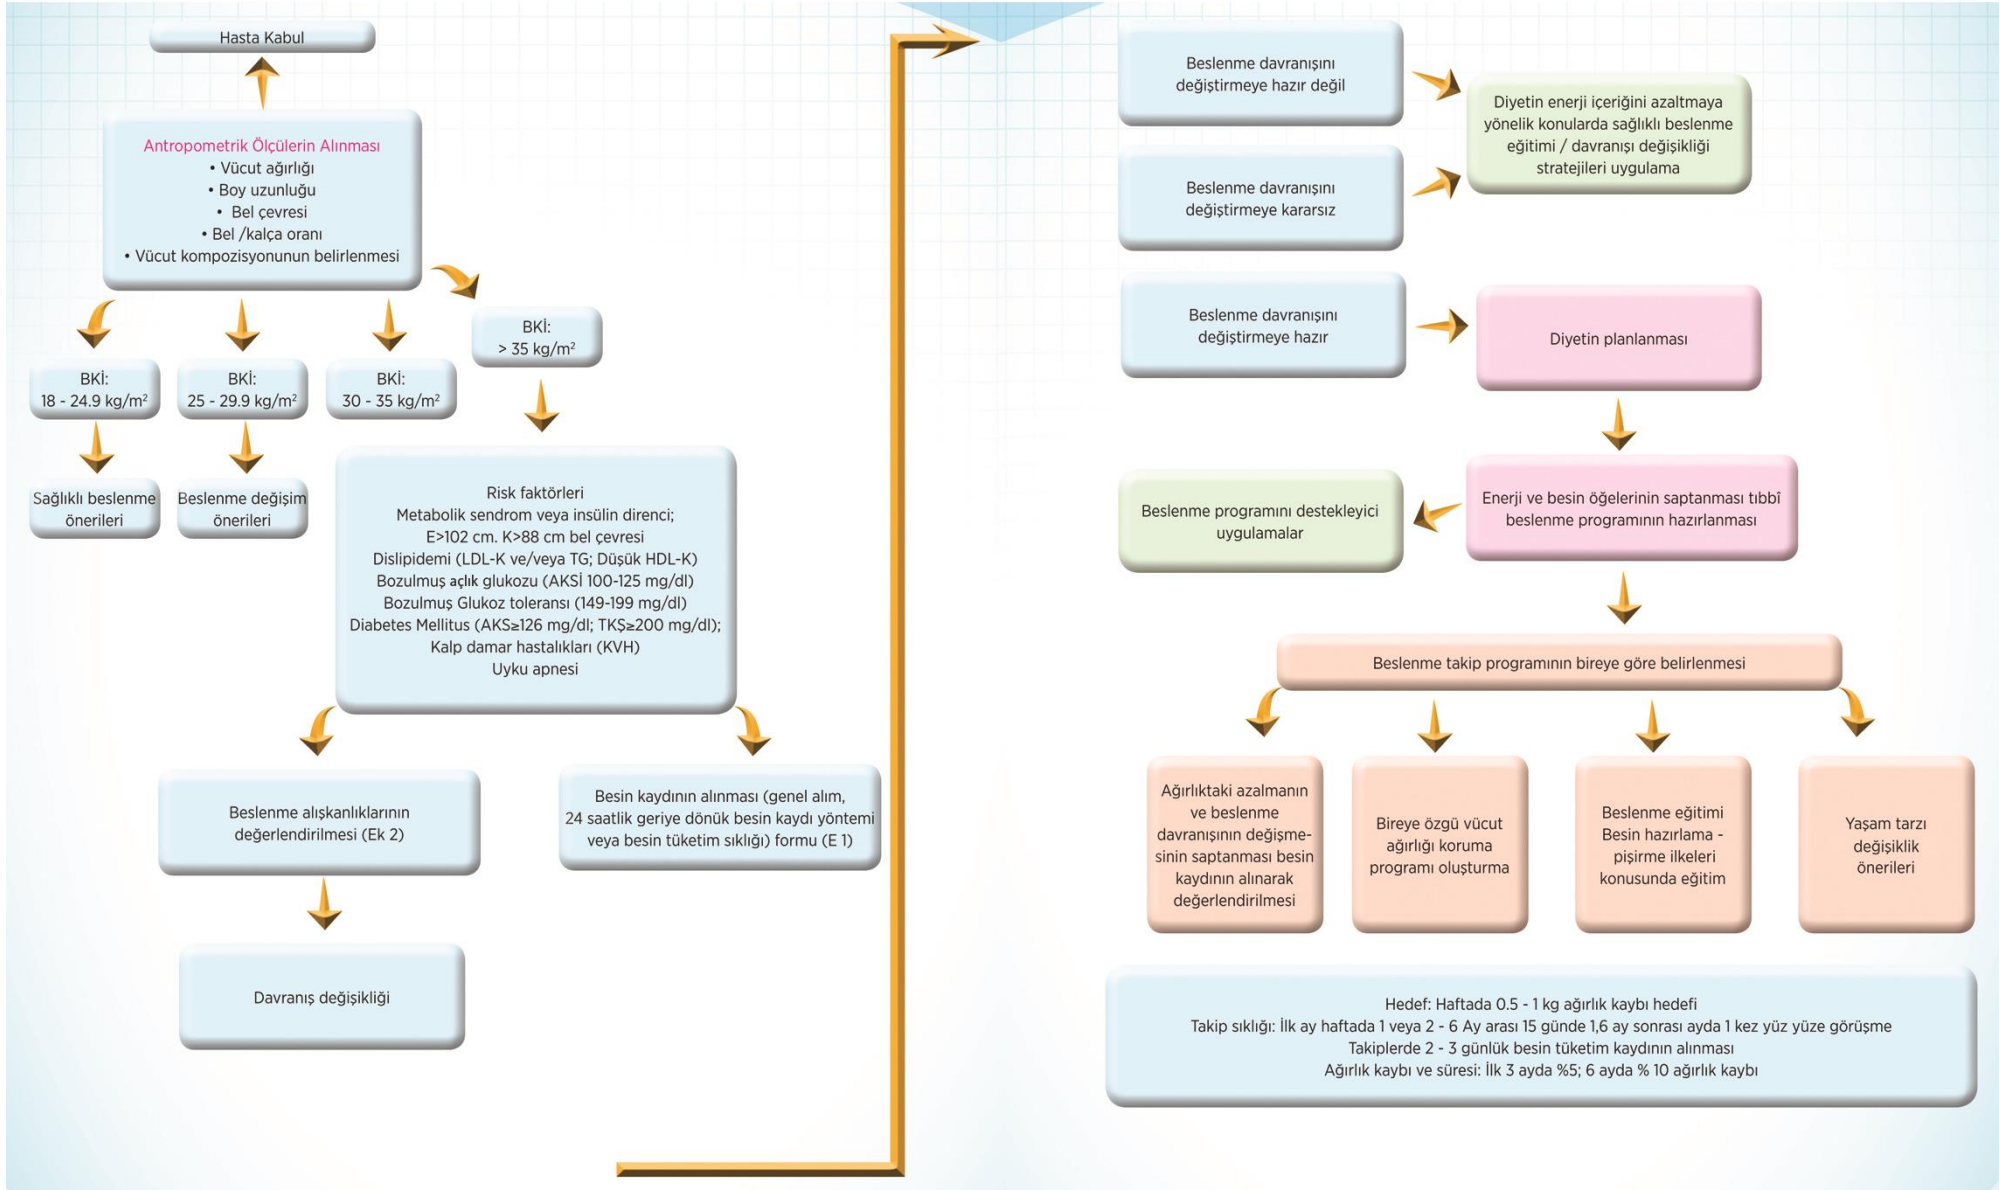 Hasta Kabul
Antropometrik Ölçülerin Alınması
• Vücut ağırlığı
• Boy uzunluğu
• Bel çevresi
• Bel /kalça oranı
• Vücut kompozisyonunun belirlenmesi
BKİ:
18 - 24.9 kg/m²
BKİ:
25 - 29.9 kg/m²
BKİ:
30 - 35 kg/m²
BKİ:
> 35 kg/m²
Sağlıklı beslenme
önerileri
Beslenme değişim
önerileri
Risk faktörleri
Metabolik sendrom veya insülin direnci;
E>102 cm. K>88 cm bel çevresi
Dislipidemi (LDL-K ve/veya TG; Düşük HDL-K)
Bozulmuş açlık glukozu (AKSİ 100-125 mg/dl)
Bozulmuş Glukoz toleransı (149-199 mg/dl)
Diabetes Mellitus (AKS≥126 mg/dl; TKŞ≥200 mg/dl);
Kalp damar hastalıkları (KVH)
Uyku apnesi
Beslenme alışkanlıklarının
değerlendirilmesi (Ek 2)
Besin kaydının alınması (genel alım,
24 saatlik geriye dönük besin kaydı yöntemi
veya besin tüketim sıklığı) formu (E 1)
Davranış değişikliği
Beslenme davranışını
değiştirmeye hazır değil
Beslenme davranışını
değiştirmeye kararsız
Diyetin enerji içeriğini azaltmaya
yönelik konularda sağlıklı beslenme
eğitimi / davranışı değişikliği
stratejileri uygulama
Beslenme davranışını
değiştirmeye hazır
Diyetin planlanması
Beslenme programını destekleyici
uygulamalar
Enerji ve besin öğelerinin saptanması tıbbî
beslenme programının hazırlanması
Beslenme takip programının bireye göre belirlenmesi
Ağırlıktaki azalmanın
ve beslenme
davranışının değişme-
sinin saptanması besin
kaydının alınarak
değerlendirilmesi
Bireye özgü vücut
ağırlığı koruma
programı oluşturma
Beslenme eğitimi
Besin hazırlama -
pişirme ilkeleri
konusunda eğitim
Yaşam tarzı
değişiklik
önerileri
Hedef: Haftada 0.5 - 1 kg ağırlık kaybı hedefi
Takip sıklığı: İlk ay haftada 1 veya 2 - 6 Ay arası 15 günde 1,6 ay sonrası ayda 1 kez yüz yüze görüşme
Takiplerde 2 - 3 günlük besin tüketim kaydının alınması
Ağırlık kaybı ve süresi: İlk 3 ayda %5; 6 ayda % 10 ağırlık kaybı